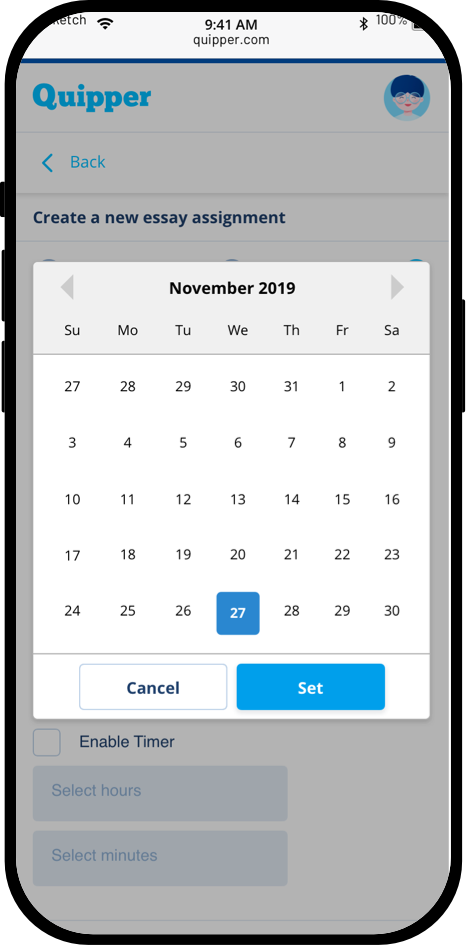 9:41 AM
100%
quipper.com
Quipper
Back
Create a new essay assignment
November 2019
Su Mo Tu We Th Fr Sa
27 28 29 30 31 1 2
3 4 5 6 7 8 9
10 11 12 13 14 15 16
17 18 19 20 21 22 23
24 25 26 27 28 29 30
Cancel Set
Enable Timer
Select hours
Select minutes